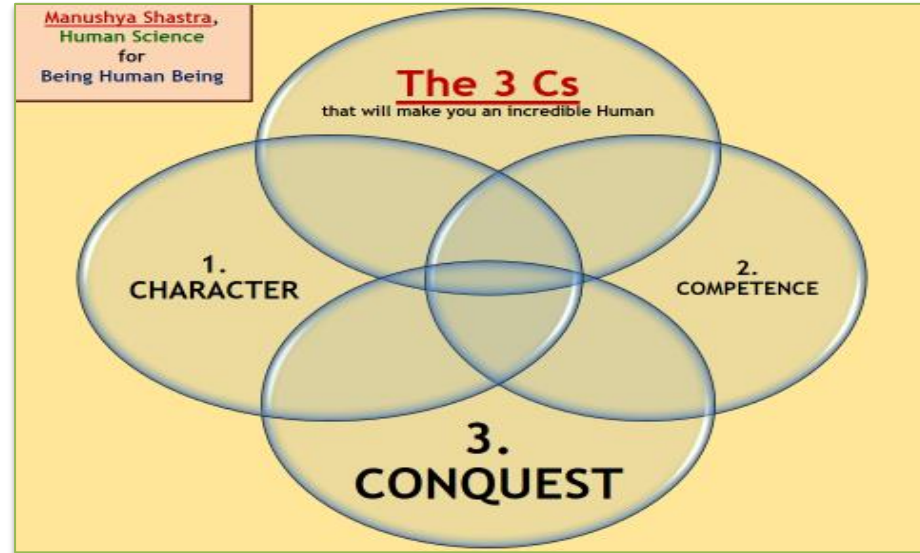 Manushya Shastra,
Human Science
for
Being Human Being
The 3 Cs
that will make you an incredible Human
1.
CHARACTER
2.
COMPETENCE
3.
CONQUEST